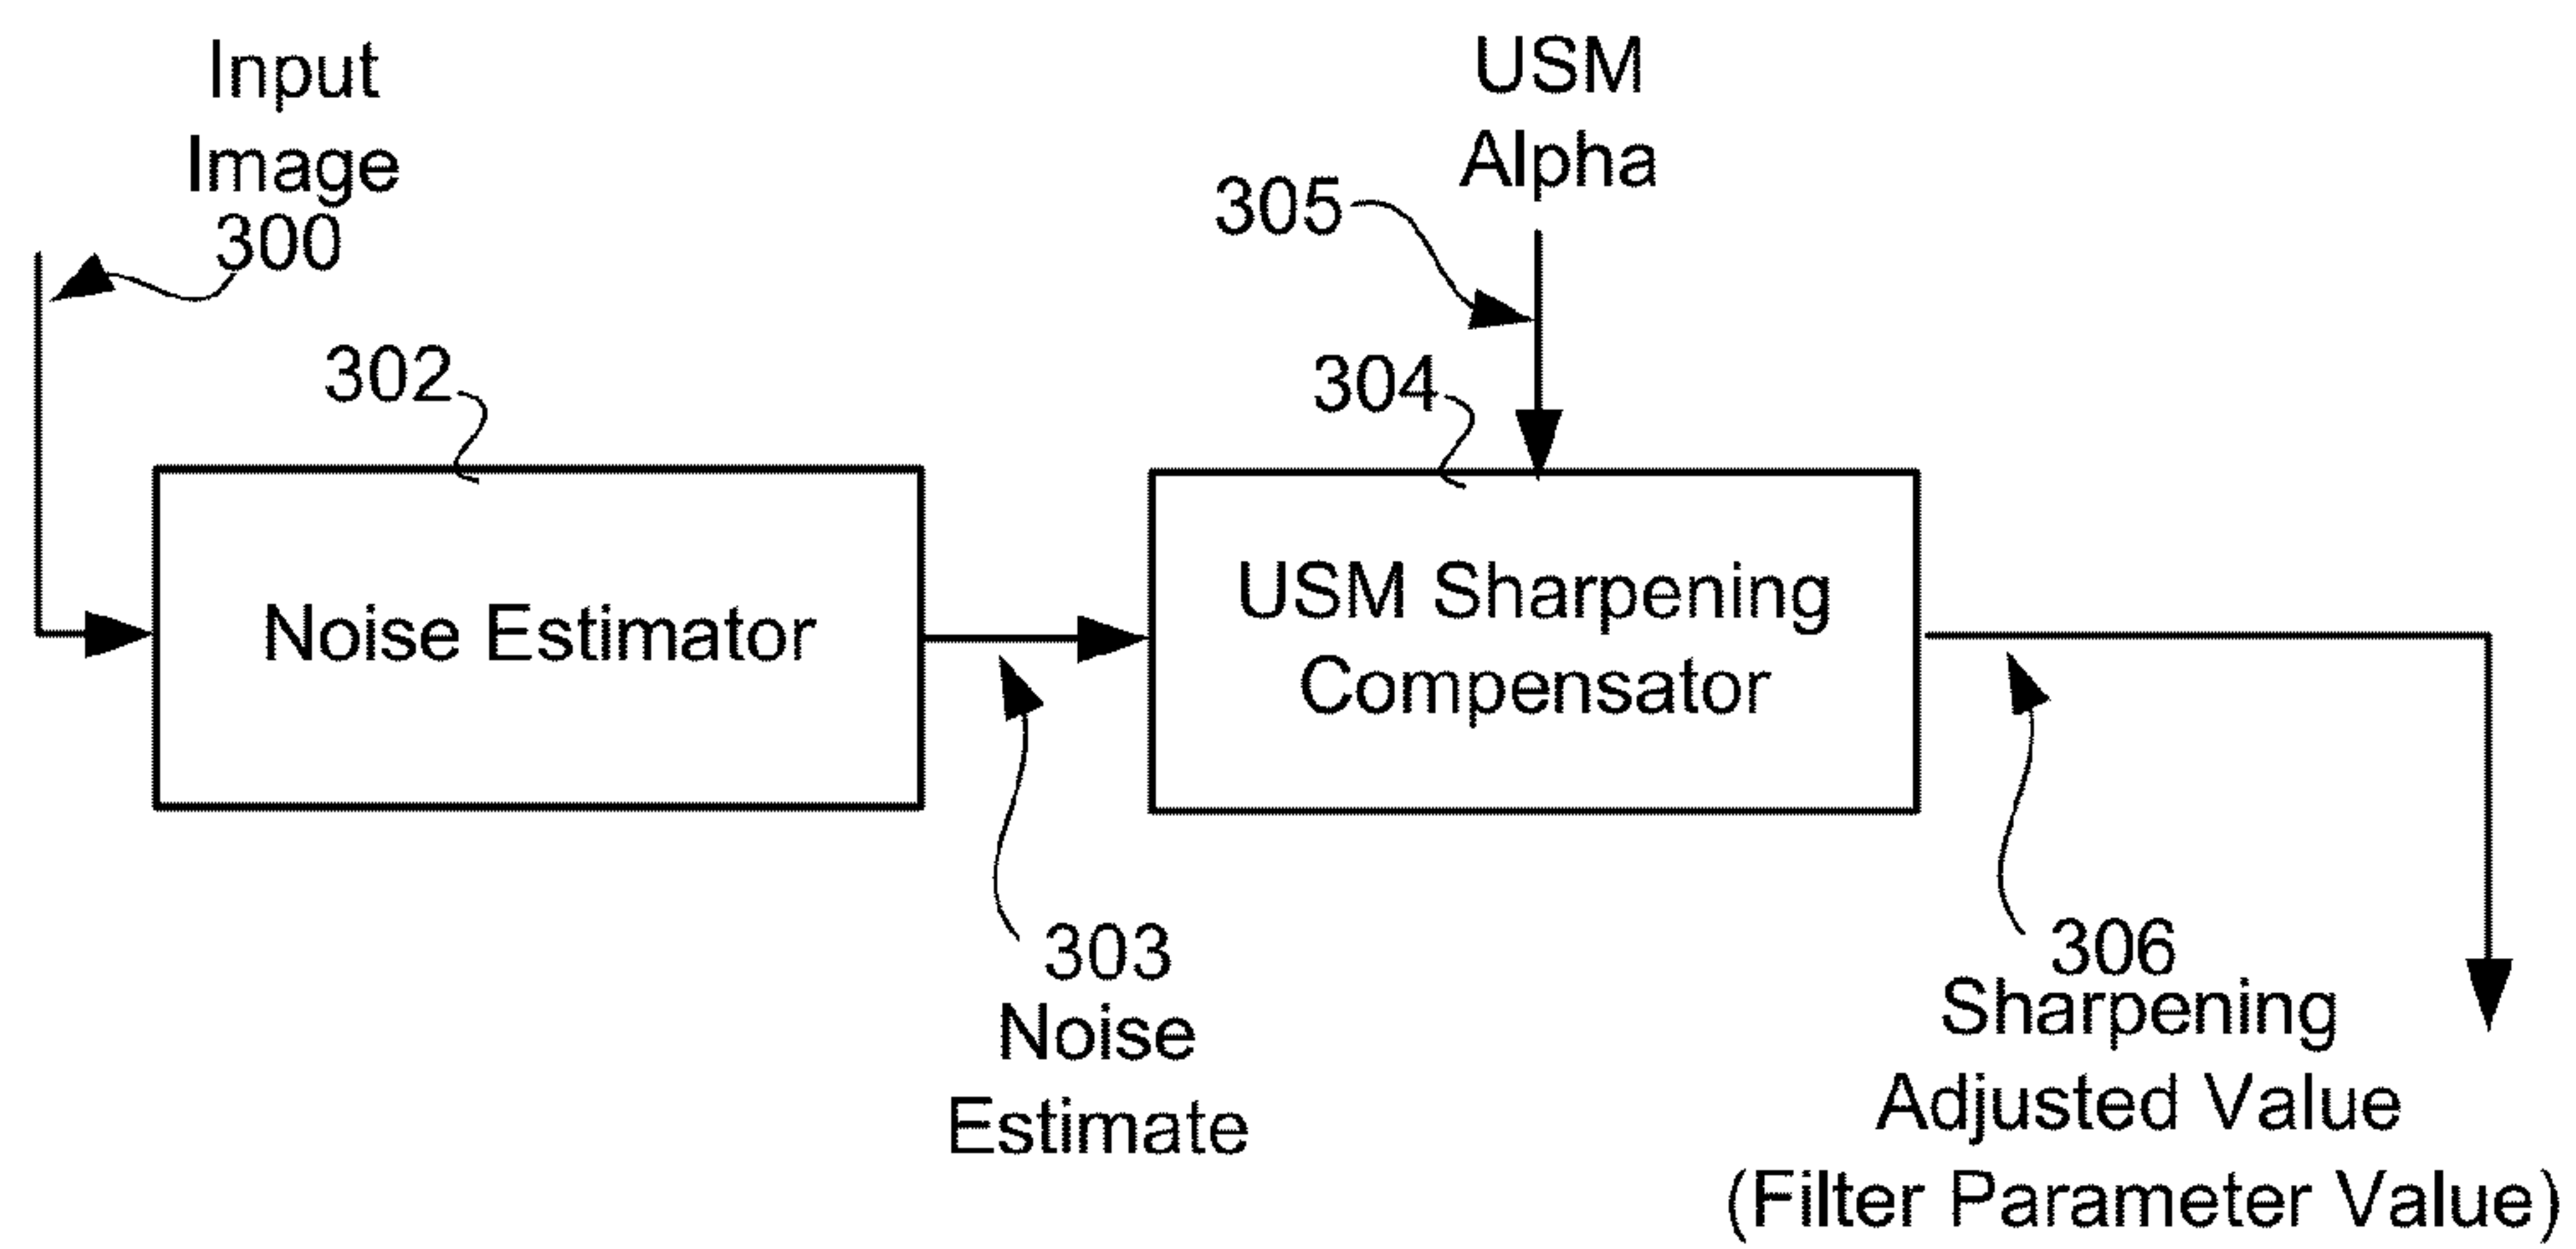 Input
Image
300
USM
Alpha
305
302
304
Noise Estimator
USM Sharpening
Compensator
303
Noise
Estimate
306
Sharpening
Adjusted Value
(Filter Parameter Value)